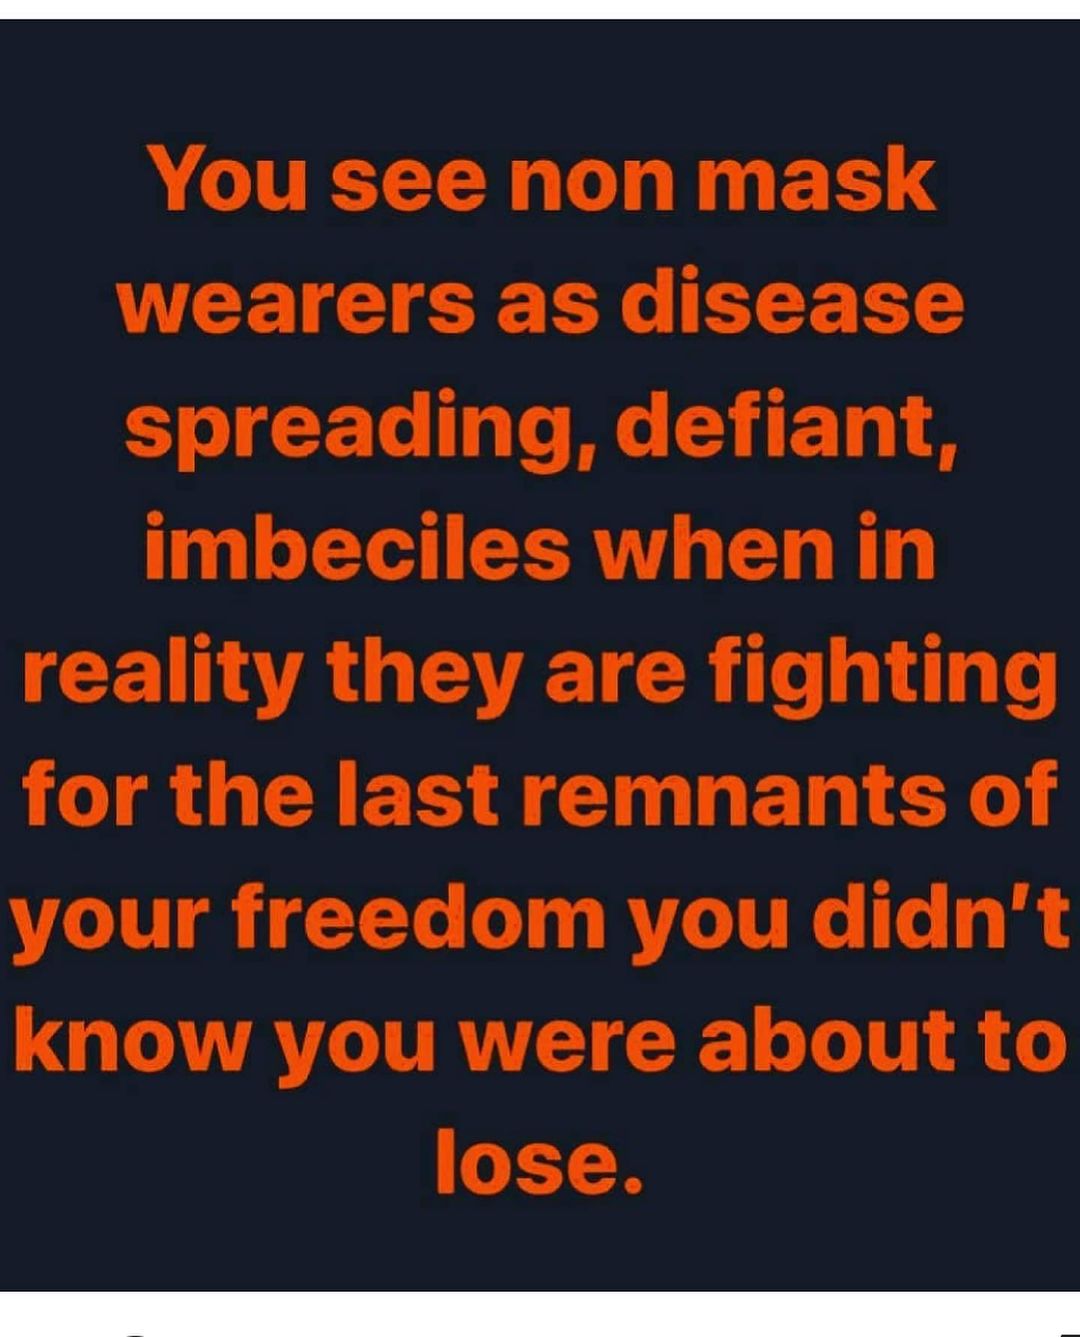 You see non mask
wearers as disease
spreading, defiant,
imbeciles when in
reality they are fighting
for the last remnants of
your freedom you didn’t
know you were about to
lose.